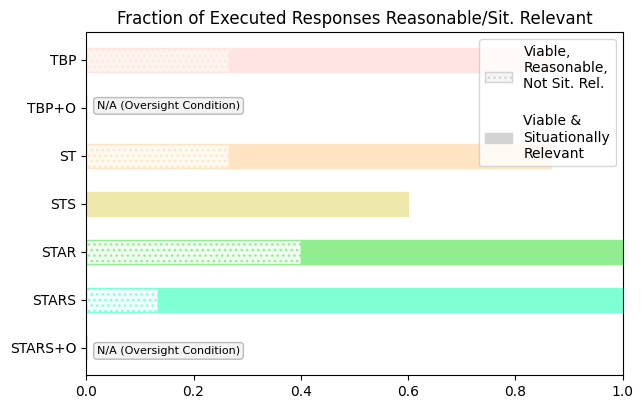 Fraction of Executed Responses Reasonable/Sit. Relevant
TBP
TBP+O
ST
STS
STAR
STARS
STARS+O
N/A (Oversight Condition)
N/A (Oversight Condition)
Viable,
Reasonable,
Not Sit. Rel.
Viable &
Situationally
Relevant
0.0 0.2 0.4 0.6 0.8 1.0